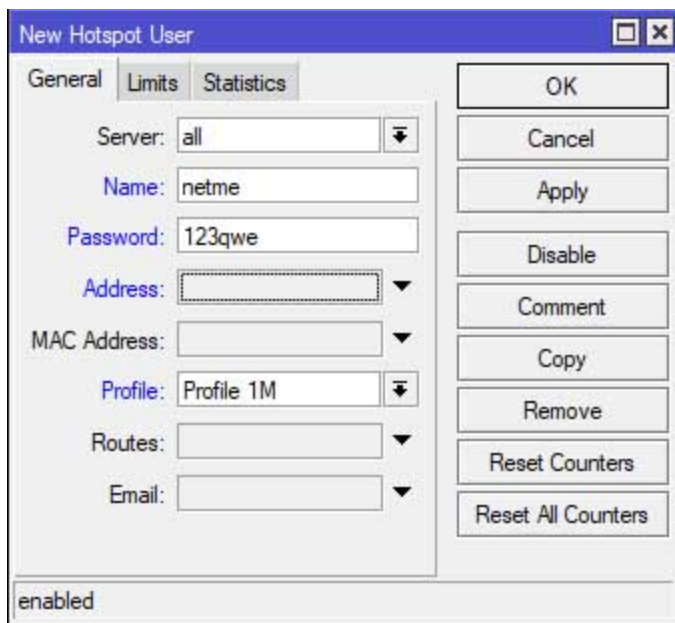 New Hotspot User
General Limits Statistics
Server: all
Name: netme
Password: 123qwe
Address:
MAC Address:
Profile: Profile 1M
Routes:
Email:
OK
Cancel
Apply
Disable
Comment
Copy
Remove
Reset Counters
Reset All Counters
enabled